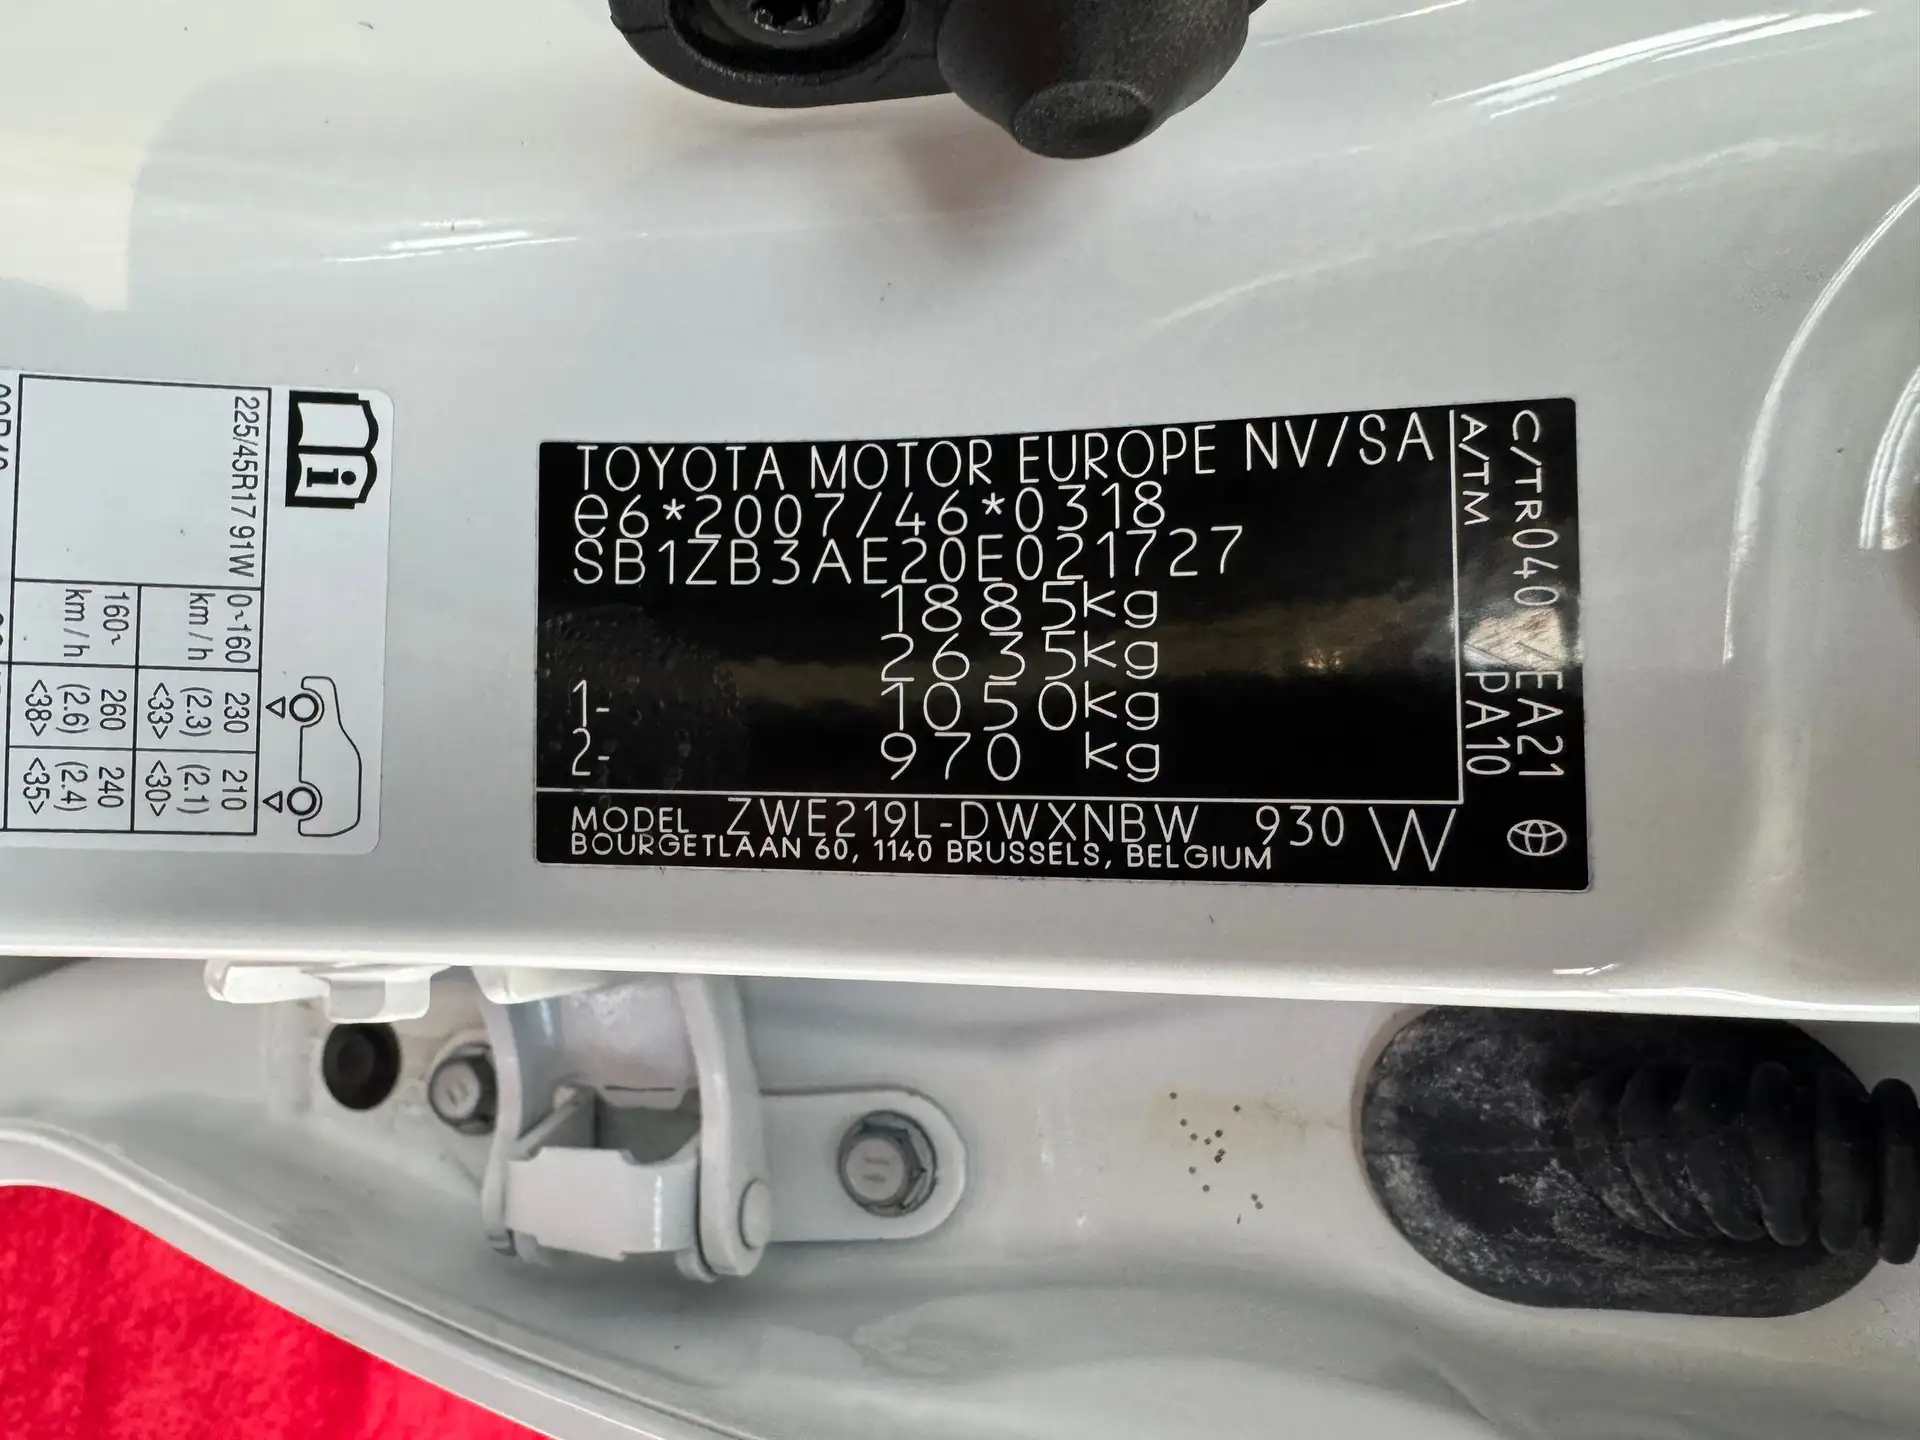 TOYOTA MOTOR EUROPE NV/SA
e6*2007/46*0318
SB1ZB3AE20E021727
1885kg
2635kg
1- 1050kg
2- 970 kg
C/TR040 EA21
A/TM PA10
MODEL ZWE219L-DWXNBW 930 W
BOURGETLAAN 60, 1140 BRUSSELS, BELGIUM
225/45R17 91W
0~160 km/h
230 (2.3) <33>
210 (2.1) <30>
160~ km/h
260 (2.6) <38>
240 (2.4) <35>